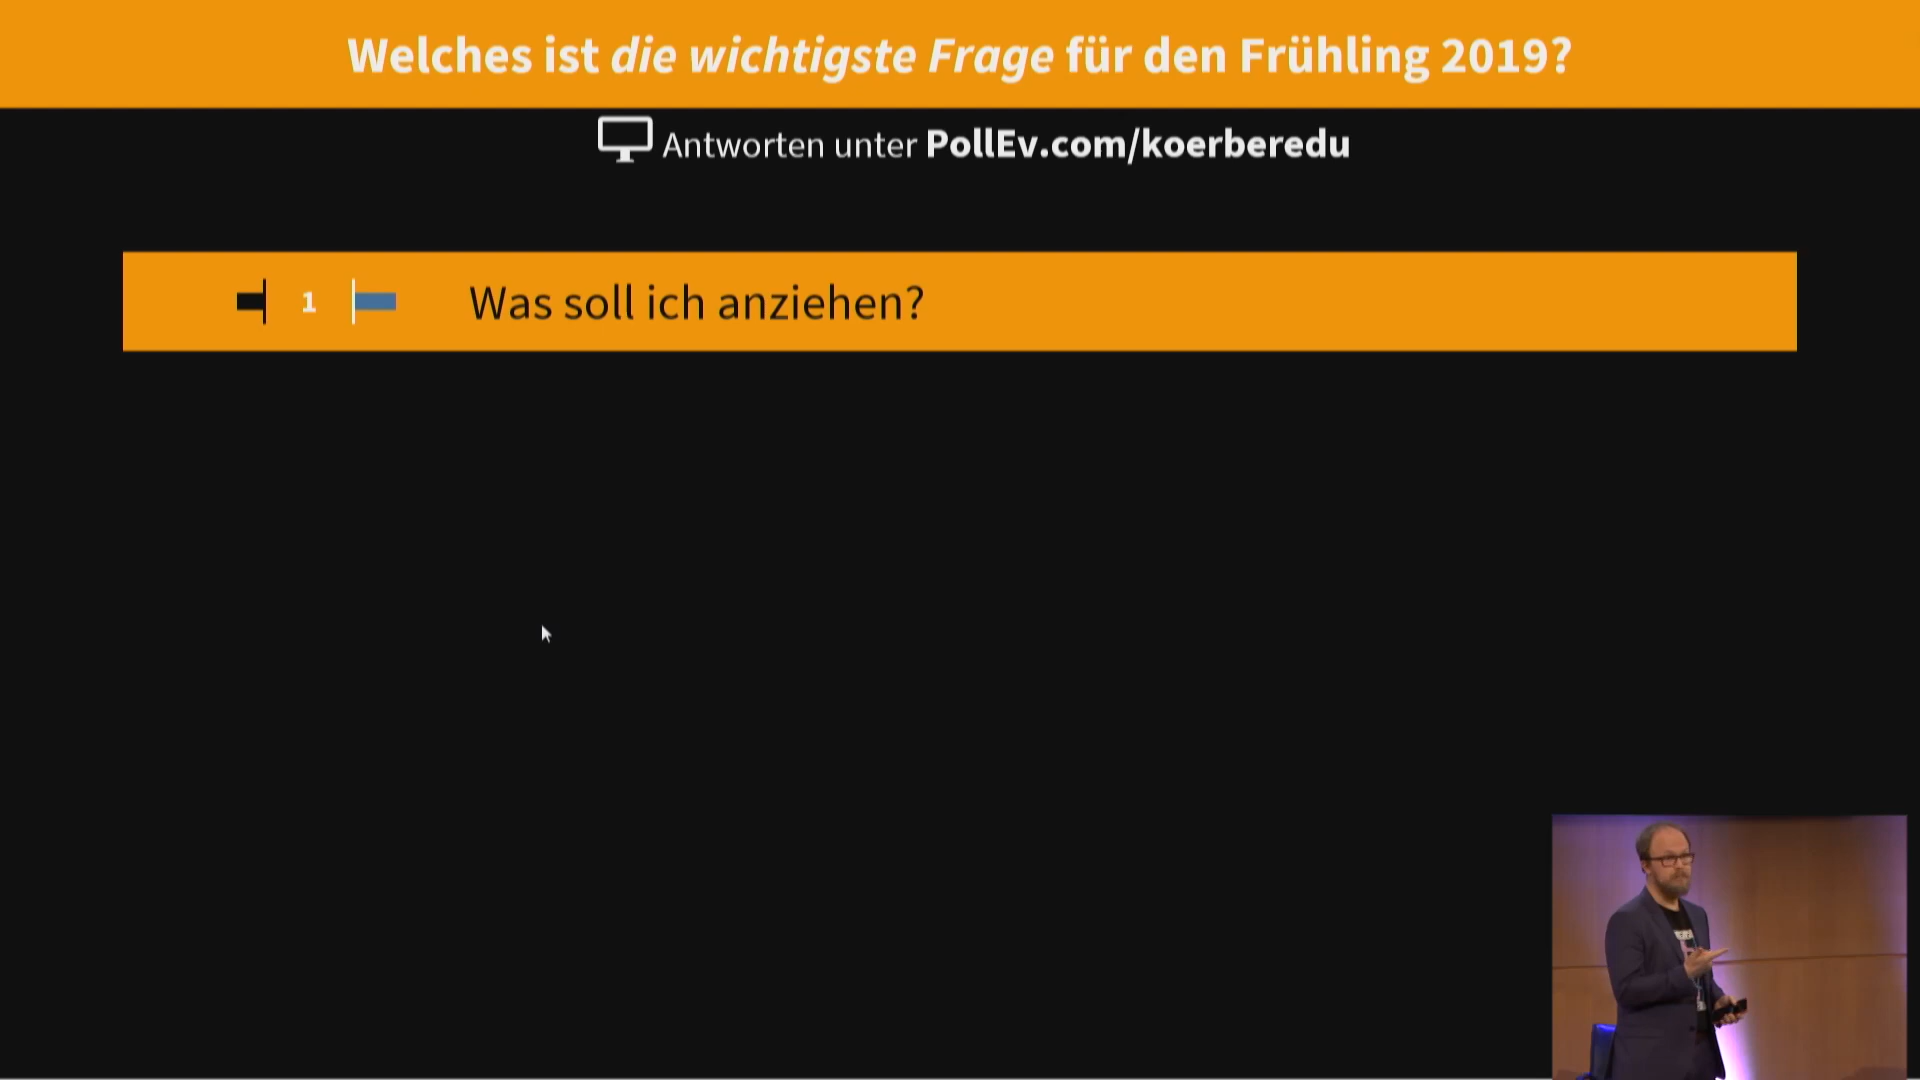 Welches ist die wichtigste Frage für den Frühling 2019?
Antworten unter PollEv.com/koerberedu
1 Was soll ich anziehen?